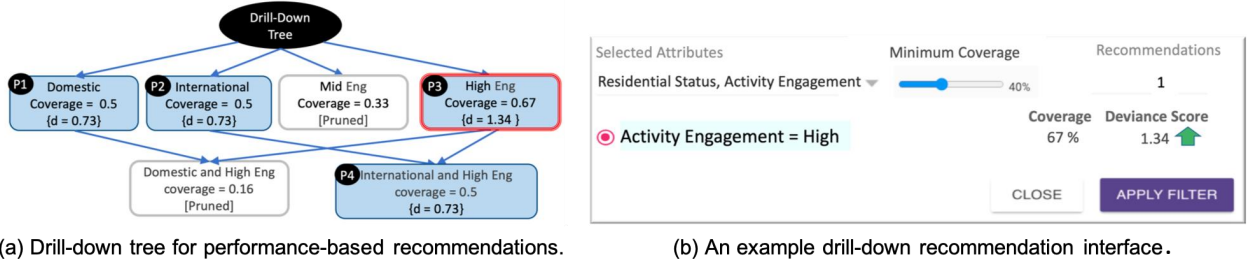 Drill-Down
Tree
P1
Domestic
Coverage = 0.5
{d = 0.73}
P2
International
Coverage = 0.5
{d = 0.73}
Mid Eng
Coverage = 0.33
[Pruned]
P3
High Eng
Coverage = 0.67
{d = 1.34 }
Domestic and High Eng
coverage = 0.16
[Pruned]
P4
International and High Eng
coverage = 0.5
{d = 0.73}
(a) Drill-down tree for performance-based recommendations.
Selected Attributes
Minimum Coverage
Recommendations
Residential Status, Activity Engagement
40%
1
Coverage
Deviance Score
Activity Engagement = High
67 %
1.34
CLOSE
APPLY FILTER
(b) An example drill-down recommendation interface.